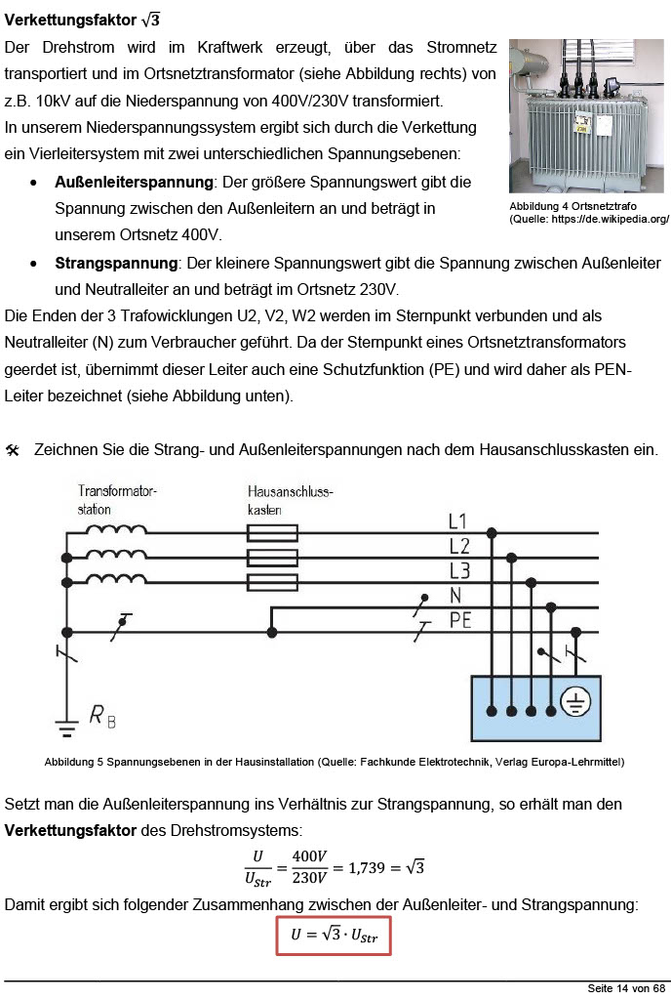 Verkettungsfaktor √3
Der Drehstrom wird im Kraftwerk erzeugt, über das Stromnetz
transportiert und im Ortsnetztransformator (siehe Abbildung rechts) von
z.B. 10kV auf die Niederspannung von 400V/230V transformiert.
In unserem Niederspannungssystem ergibt sich durch die Verkettung
ein Vierleitersystem mit zwei unterschiedlichen Spannungsebenen:
• Außenleiterspannung: Der größere Spannungswert gibt die
Spannung zwischen den Außenleitern an und beträgt in
unserem Ortsnetz 400V.
Abbildung 4 Ortsnetztrafo
(Quelle: https://de.wikipedia.org/
• Strangspannung: Der kleinere Spannungswert gibt die Spannung zwischen Außenleiter
und Neutralleiter an und beträgt im Ortsnetz 230V.
Die Enden der 3 Trafowicklungen U2, V2, W2 werden im Sternpunkt verbunden und als
Neutralleiter (N) zum Verbraucher geführt. Da der Sternpunkt eines Ortsnetztransformators
geerdet ist, übernimmt dieser Leiter auch eine Schutzfunktion (PE) und wird daher als PEN-
Leiter bezeichnet (siehe Abbildung unten).
Zeichnen Sie die Strang- und Außenleiterspannungen nach dem Hausanschlusskasten ein.
Transformator-
station
Hausanschluss-
kasten
L1
L2
L3
N
PE
R_B
Abbildung 5 Spannungsebenen in der Hausinstallation (Quelle: Fachkunde Elektrotechnik, Verlag Europa-Lehrmittel)
Setzt man die Außenleiterspannung ins Verhältnis zur Strangspannung, so erhält man den
Verkettungsfaktor des Drehstromsystems:
U/U_Str = 400V/230V = 1,739 = √3
Damit ergibt sich folgender Zusammenhang zwischen der Außenleiter- und Strangspannung:
U = √3 · U_Str
Seite 14 von 68